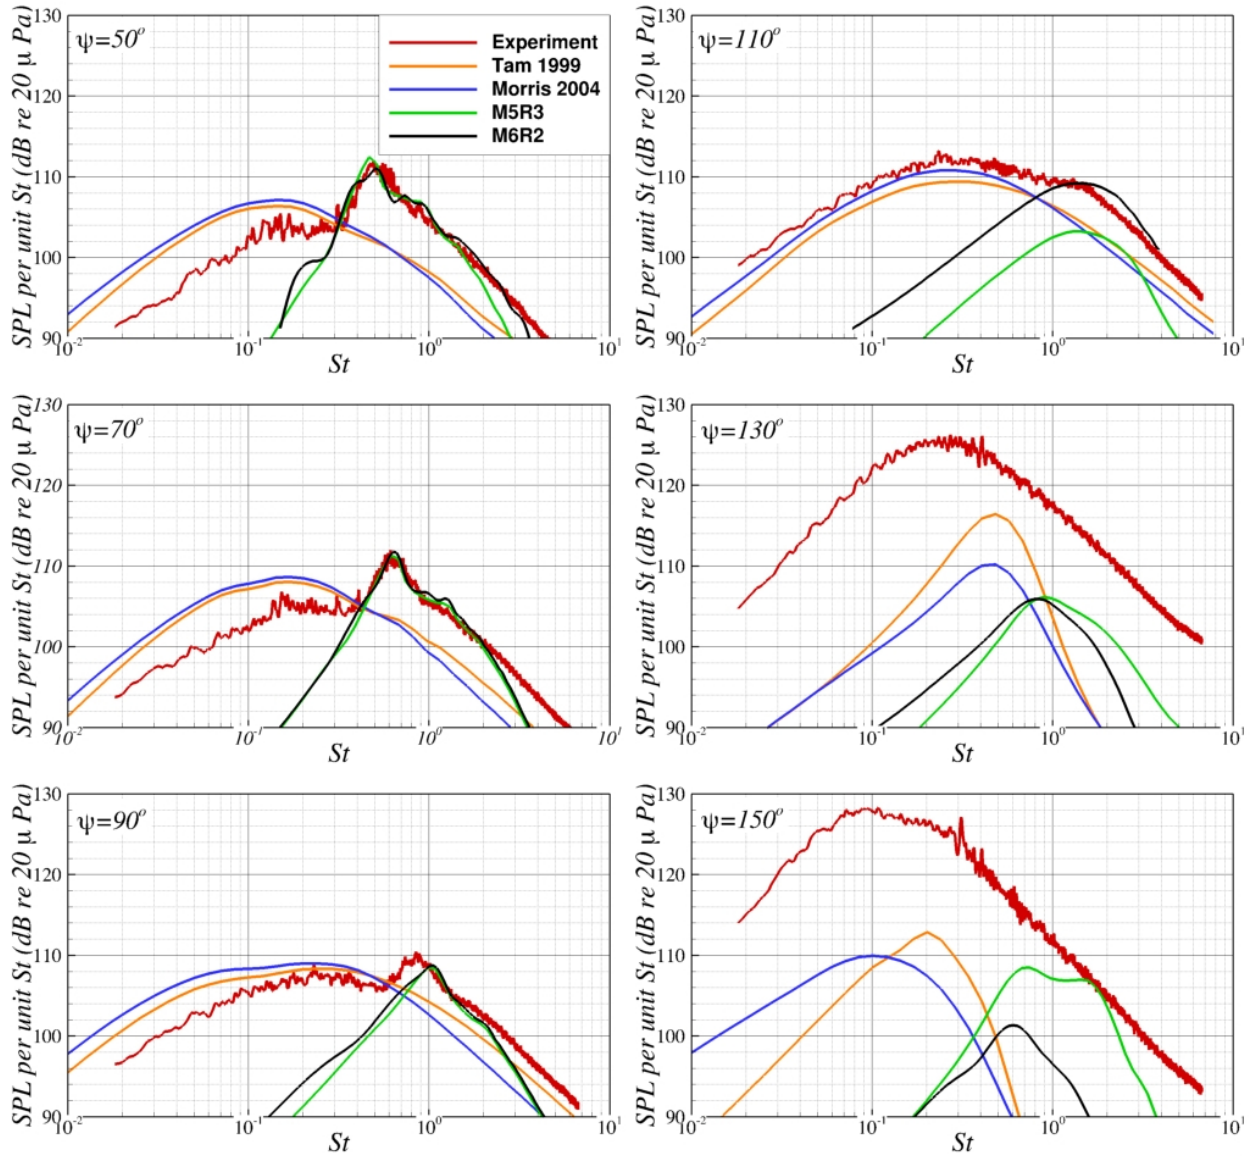 SPL per unit St (dB re 20 μ Pa)
130
120
110
100
90
ψ=50°
Experiment
Tam 1999
Morris 2004
M5R3
M6R2
10⁻² 10⁻¹ 10⁰ 10¹
St
SPL per unit St (dB re 20 μ Pa)
130
120
110
100
90
ψ=110°
10⁻² 10⁻¹ 10⁰ 10¹
St
SPL per unit St (dB re 20 μ Pa)
130
120
110
100
90
ψ=70°
10⁻² 10⁻¹ 10⁰ 10¹
St
SPL per unit St (dB re 20 μ Pa)
130
120
110
100
90
ψ=130°
10⁻² 10⁻¹ 10⁰ 10¹
St
SPL per unit St (dB re 20 μ Pa)
130
120
110
100
90
ψ=90°
10⁻² 10⁻¹ 10⁰ 10¹
St
SPL per unit St (dB re 20 μ Pa)
130
120
110
100
90
ψ=150°
10⁻² 10⁻¹ 10⁰ 10¹
St